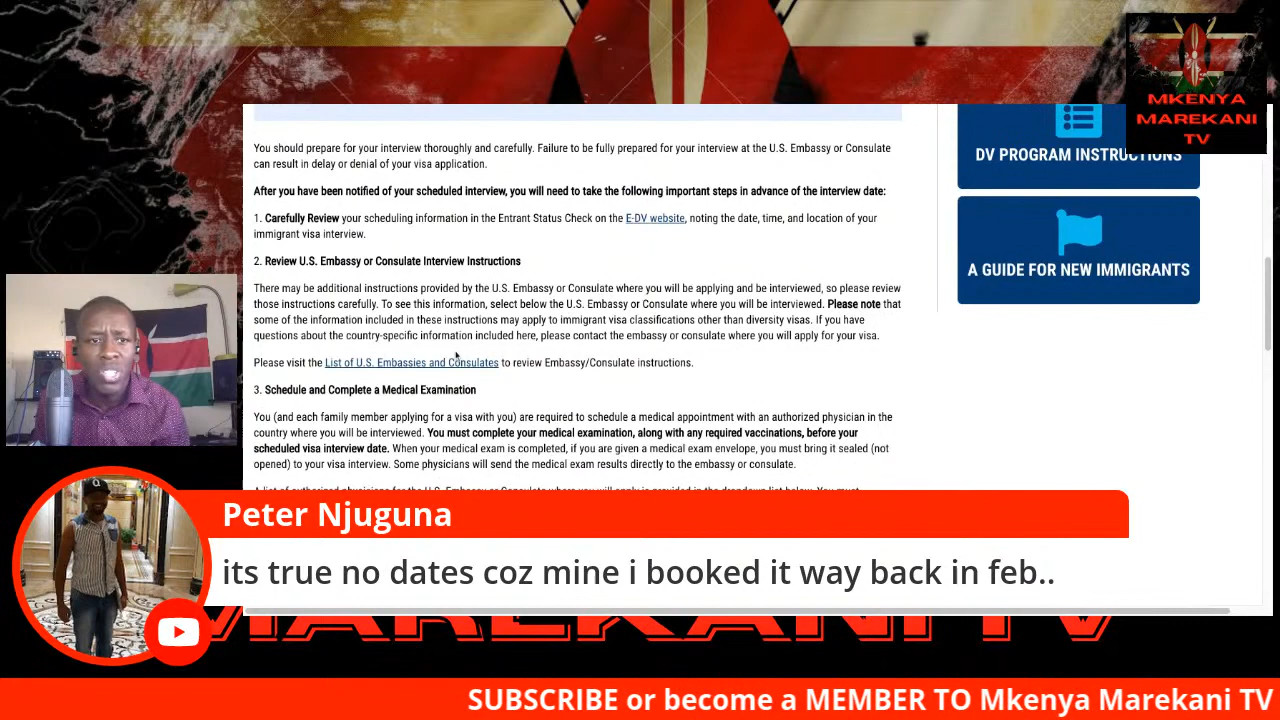 MKENYA
MAREKANI
TV
DV PROGRAM INSTRUCTIONS
A GUIDE FOR NEW IMMIGRANTS
You should prepare for your interview thoroughly and carefully. Failure to be fully prepared for your interview at the U.S. Embassy or Consulate
can result in delay or denial of your visa application.
After you have been notified of your scheduled interview, you will need to take the following important steps in advance of the interview date:
1. Carefully Review your scheduling information in the Entrant Status Check on the E-DV website, noting the date, time, and location of your
immigrant visa interview.
2. Review U.S. Embassy or Consulate Interview Instructions
There may be additional instructions provided by the U.S. Embassy or Consulate where you will be applying and be interviewed, so please review
those instructions carefully. To see this information, select below the U.S. Embassy or Consulate where you will be interviewed. Please note that
some of the information included in these instructions may apply to immigrant visa classifications other than diversity visas. If you have
questions about the country-specific information included here, please contact the embassy or consulate where you will apply for your visa.
Please visit the List of U.S. Embassies and Consulates to review Embassy/Consulate instructions.
3. Schedule and Complete a Medical Examination
You (and each family member applying for a visa with you) are required to schedule a medical appointment with an authorized physician in the
country where you will be interviewed. You must complete your medical examination, along with any required vaccinations, before your
scheduled visa interview date. When your medical exam is completed, if you are given a medical exam envelope, you must bring it sealed (not
opened) to your visa interview. Some physicians will send the medical exam results directly to the embassy or consulate.
Peter Njuguna
its true no dates coz mine i booked it way back in feb..
MAREKANI TV
SUBSCRIBE or become a MEMBER TO Mkenya Marekani TV